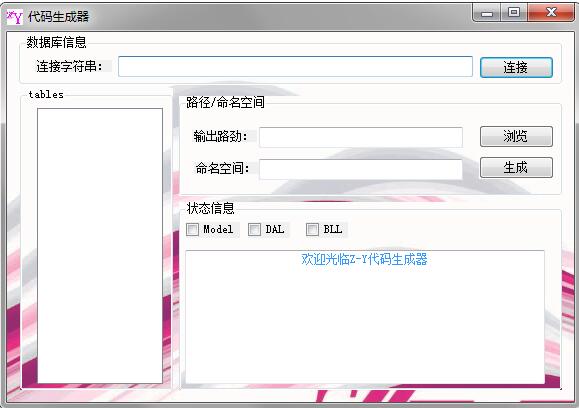 ZY 代码生成器
数据库信息
连接字符串:
连接
tables
路径/命名空间
输出路劲:
浏览
命名空间:
生成
状态信息
Model DAL BLL
欢迎光临Z-Y代码生成器